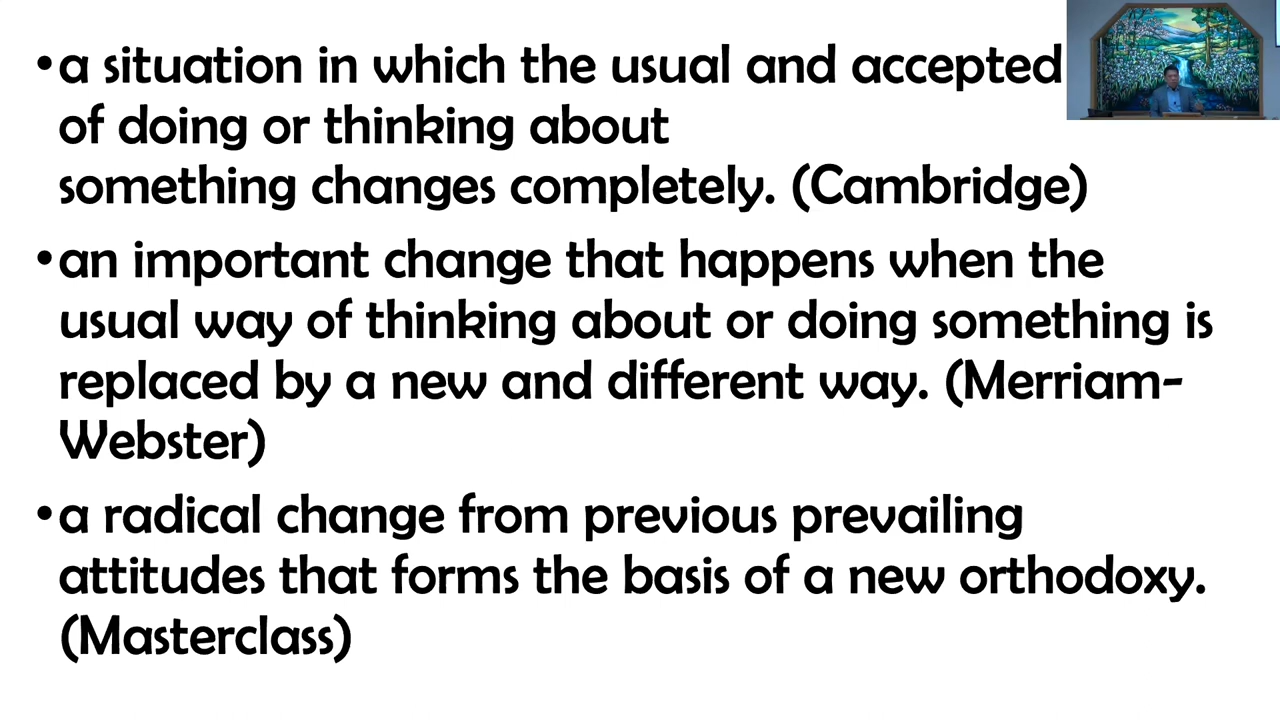 •a situation in which the usual and accepted
of doing or thinking about
something changes completely. (Cambridge)
•an important change that happens when the
usual way of thinking about or doing something is
replaced by a new and different way. (Merriam-
Webster)
•a radical change from previous prevailing
attitudes that forms the basis of a new orthodoxy.
(Masterclass)